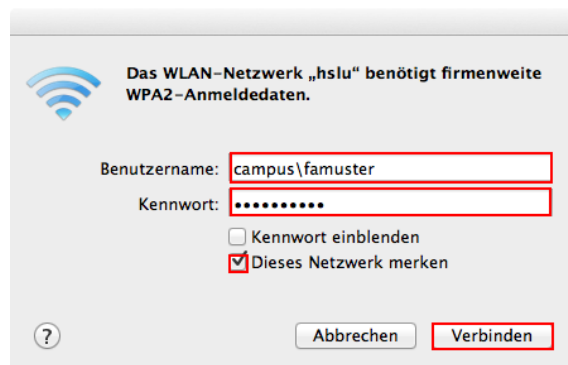 Das WLAN-Netzwerk „hslu“ benötigt firmenweite
WPA2-Anmeldedaten.
Benutzername: campus\famuster
Kennwort: ••••••••••
Kennwort einblenden
Dieses Netzwerk merken
? Abbrechen Verbinden